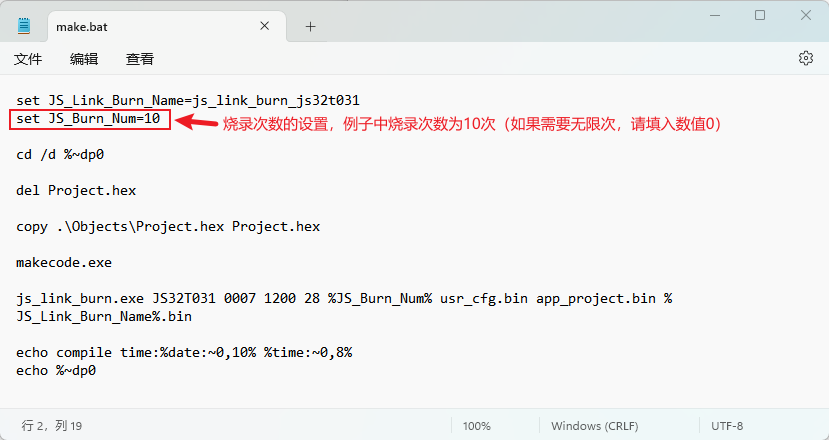 make.bat
文件 编辑 查看
set JS_Link_Burn_Name=js_link_burn_js32t031
set JS_Burn_Num=10
烧录次数的设置，例子中烧录次数为10次（如果需要无限次，请填入数值0）
cd /d %~dp0
del Project.hex
copy .\Objects\Project.hex Project.hex
makecode.exe
js_link_burn.exe JS32T031 0007 1200 28 %JS_Burn_Num% usr_cfg.bin app_project.bin %
JS_Link_Burn_Name%.bin
echo compile time:%date:~0,10% %time:~0,8%
echo %~dp0
行 2，列 19 100% Windows (CRLF) UTF-8